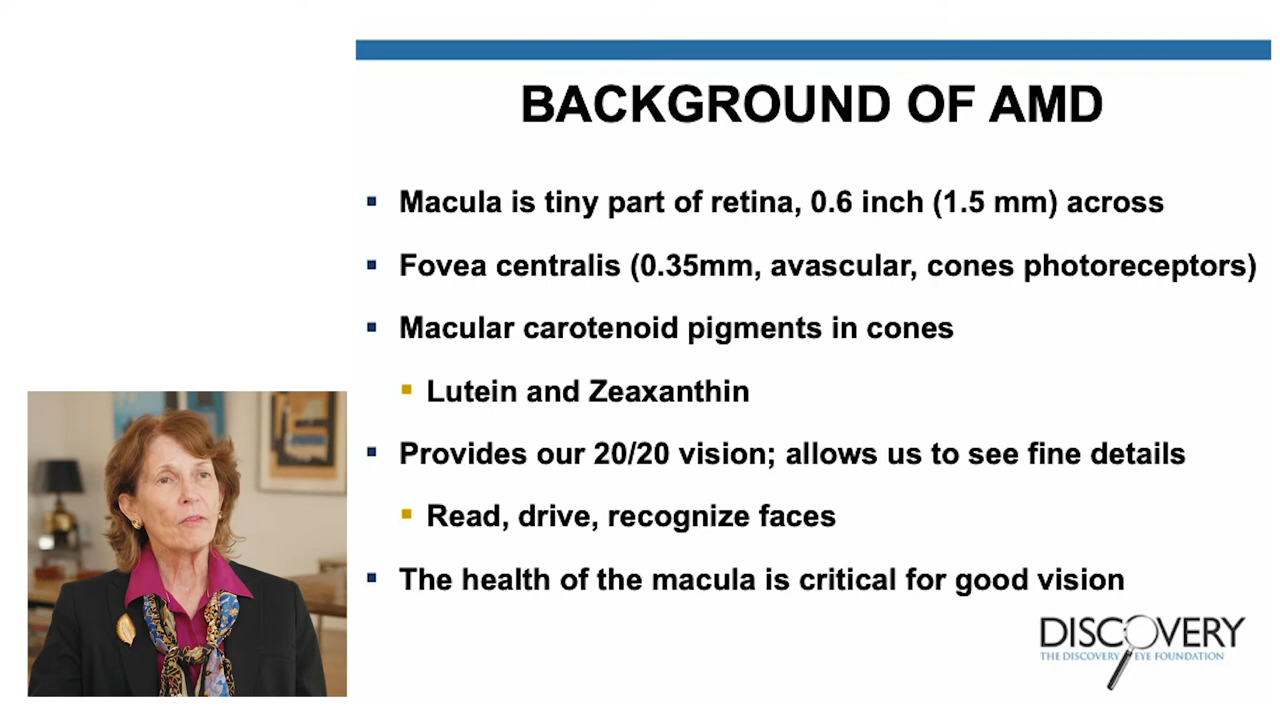 BACKGROUND OF AMD
Macula is tiny part of retina, 0.6 inch (1.5 mm) across
Fovea centralis (0.35mm, avascular, cones photoreceptors)
Macular carotenoid pigments in cones
Lutein and Zeaxanthin
Provides our 20/20 vision; allows us to see fine details
Read, drive, recognize faces
The health of the macula is critical for good vision
DISCOVERY
THE DISCOVERY EYE FOUNDATION